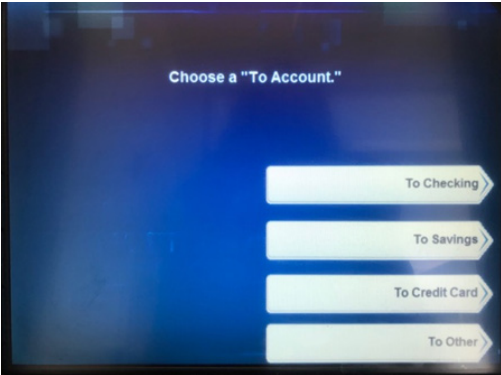 Choose a "To Account."
To Checking
To Savings
To Credit Card
To Other